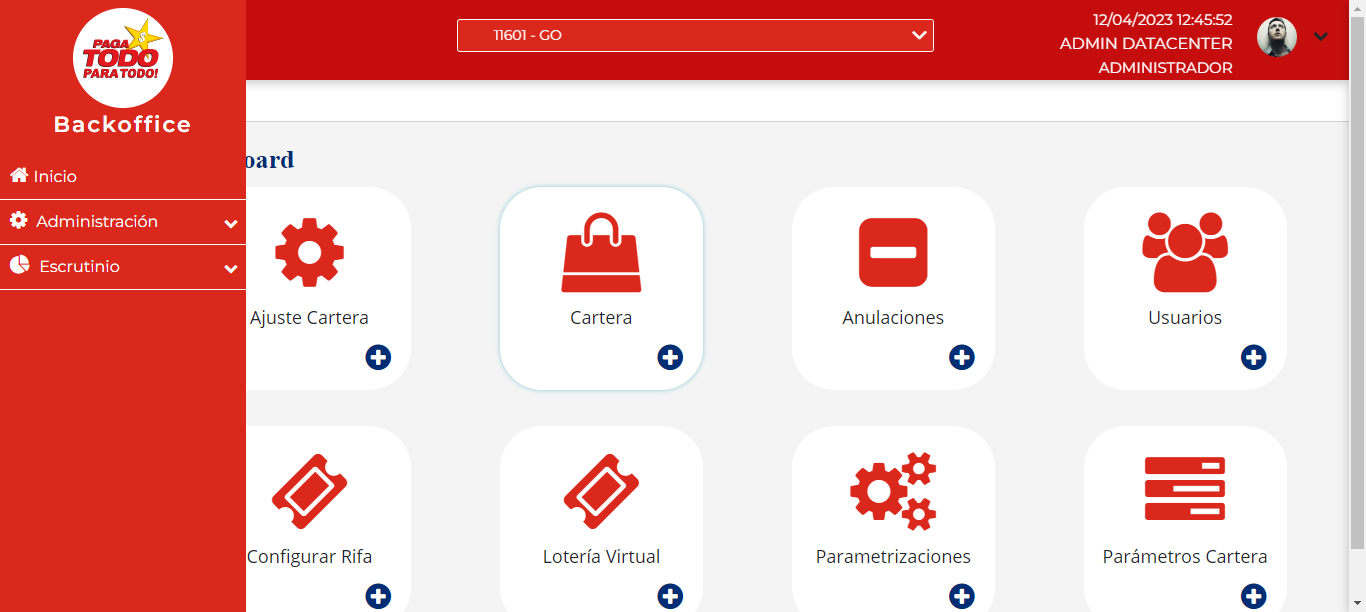 PAGA
TODO
PARA TODO!
Backoffice
Inicio
Administración
Escrutinio
11601 - GO
12/04/2023 12:45:52
ADMIN DATACENTER
ADMINISTRADOR
oard
Ajuste Cartera
Cartera
Anulaciones
Usuarios
Configurar Rifa
Lotería Virtual
Parametrizaciones
Parámetros Cartera